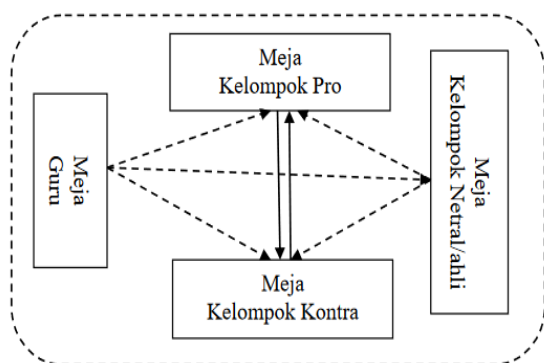 Meja
Kelompok Pro
Meja
Guru
Meja
Kelompok Netral/ahli
Meja
Kelompok Kontra